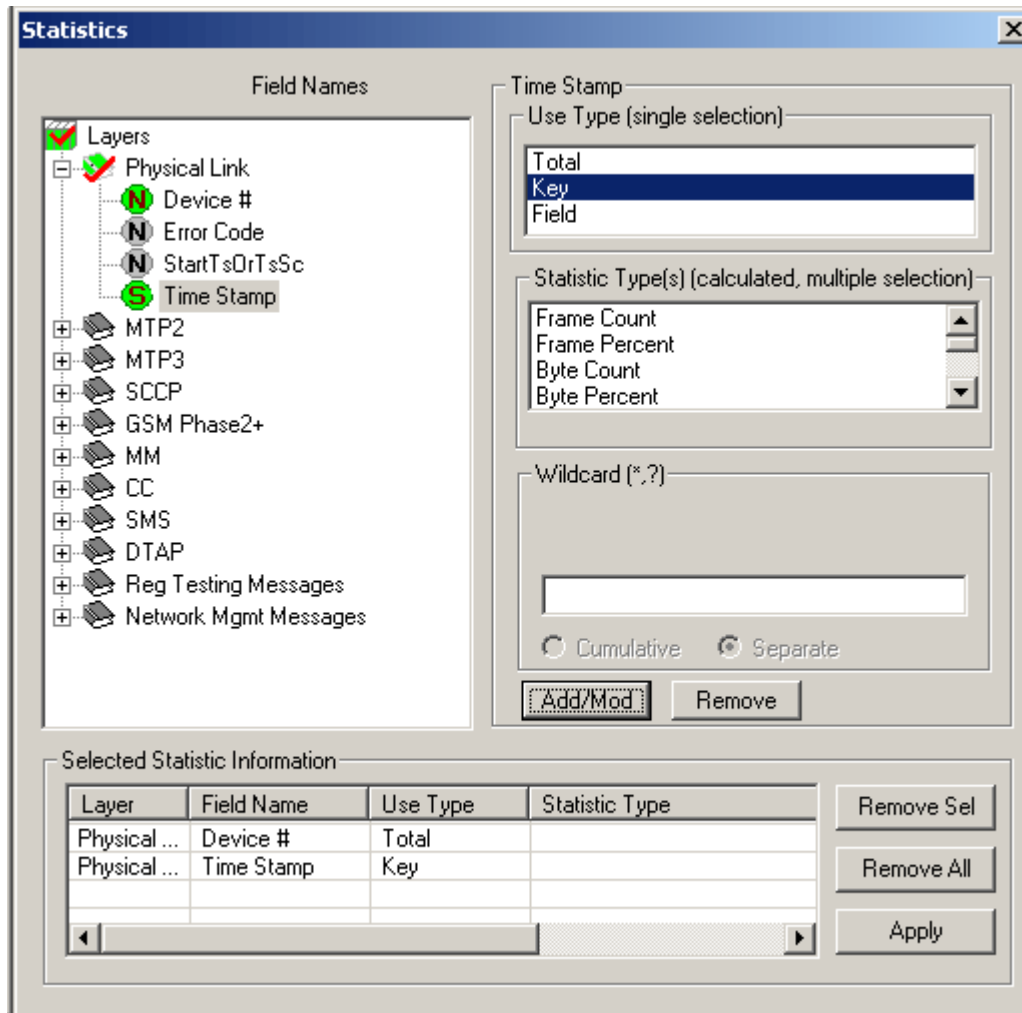 Statistics
Field Names
Layers
Physical Link
N Device #
N Error Code
N StartTsOrTsSc
S Time Stamp
MTP2
MTP3
SCCP
GSM Phase2+
MM
CC
SMS
DTAP
Reg Testing Messages
Network Mgmt Messages
Time Stamp
Use Type (single selection)
Total
Key
Field
Statistic Type(s) (calculated, multiple selection)
Frame Count
Frame Percent
Byte Count
Byte Percent
Wildcard (*,?)
Cumulative Separate
Add/Mod Remove
Selected Statistic Information
Layer Field Name Use Type Statistic Type
Physical ... Device # Total
Physical ... Time Stamp Key
Remove Sel
Remove All
Apply